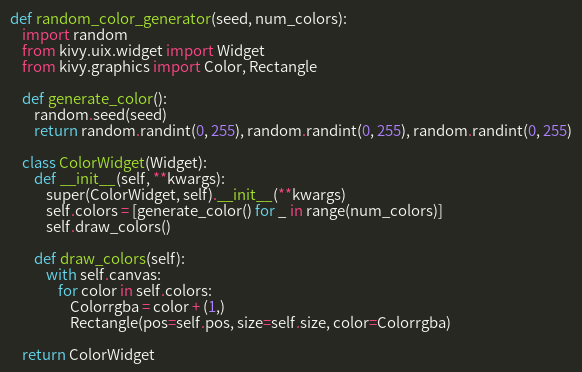 def random_color_generator(seed, num_colors):
    import random
    from kivy.uix.widget import Widget
    from kivy.graphics import Color, Rectangle

    def generate_color():
        random.seed(seed)
        return random.randint(0, 255), random.randint(0, 255), random.randint(0, 255)

    class ColorWidget(Widget):
        def __init__(self, **kwargs):
            super(ColorWidget, self).__init__(**kwargs)
            self.colors = [generate_color() for _ in range(num_colors)]
            self.draw_colors()

        def draw_colors(self):
            with self.canvas:
                for color in self.colors:
                    Colorrgba = color + (1,)
                    Rectangle(pos=self.pos, size=self.size, color=Colorrgba)

    return ColorWidget